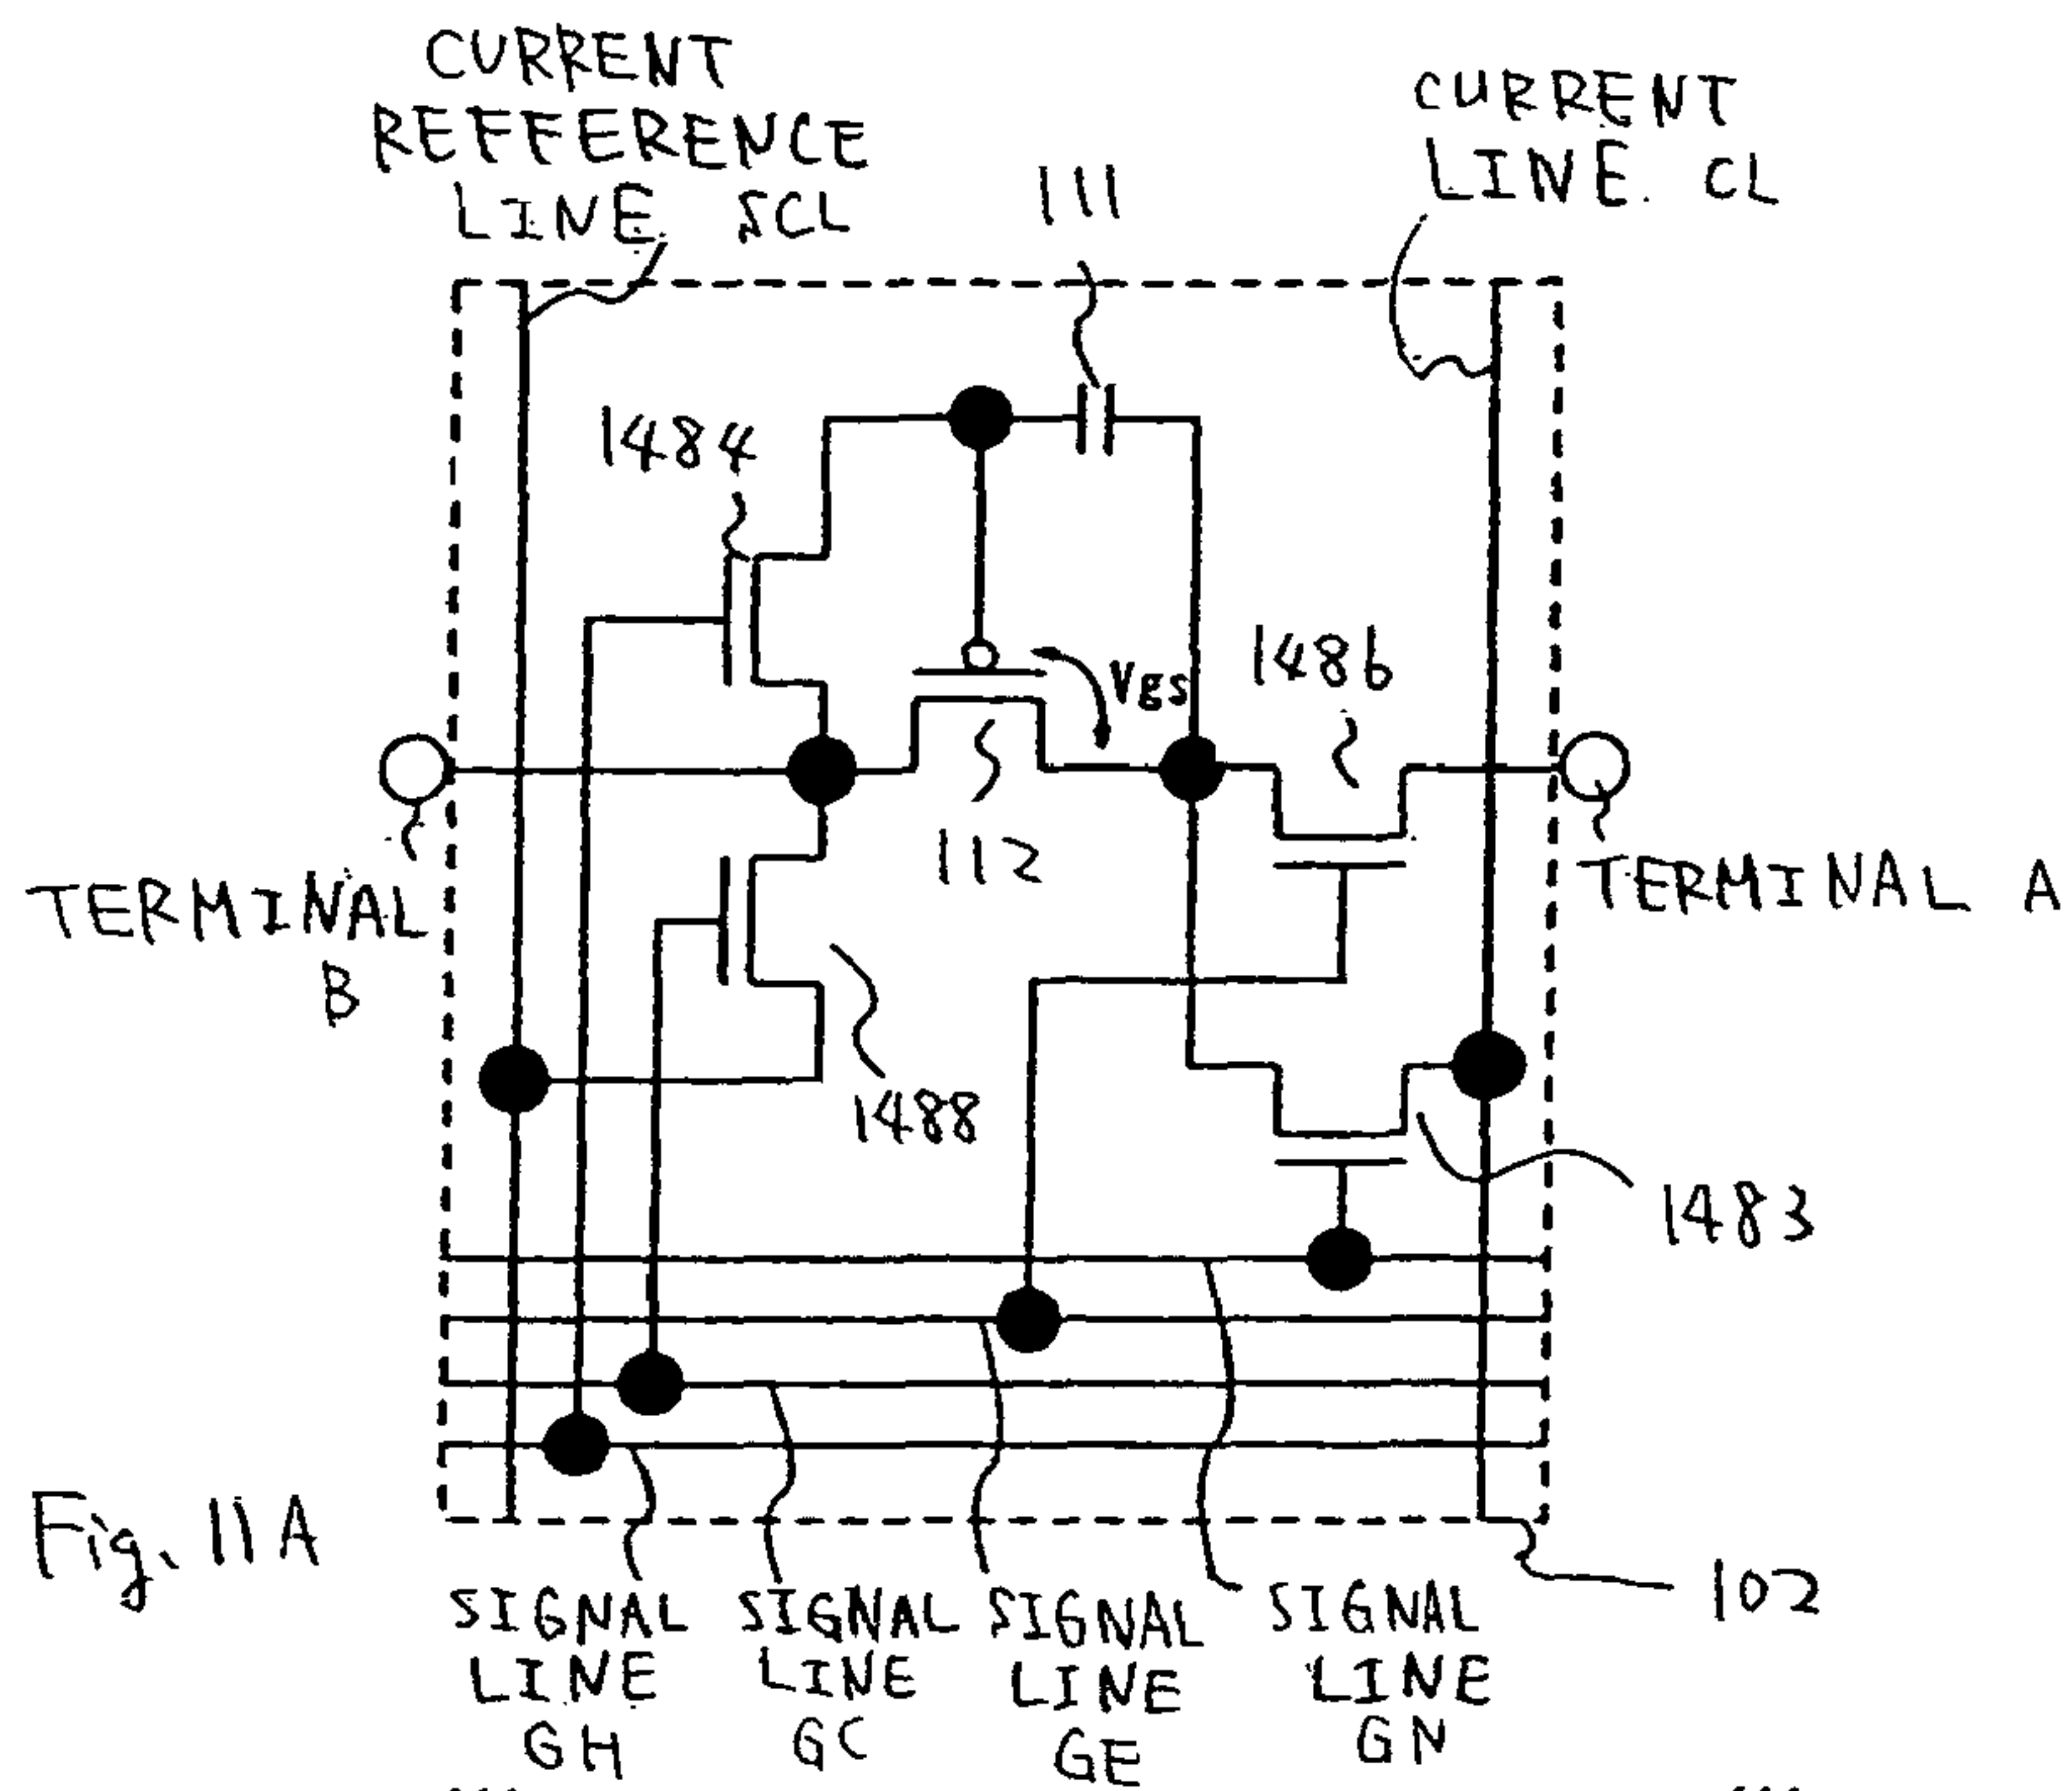 CURRENT
REFFERENCE
LINE SCL
CURRENT
LINE. CL
111
1484
VGS
1486
112
TERMINAL
B
TERMINAL A
1488
1483
Fig. 11A
102
SIGNAL
LINE
GH
SIGNAL
LINE
GC
SIGNAL
LINE
GE
SIGNAL
LINE
GN